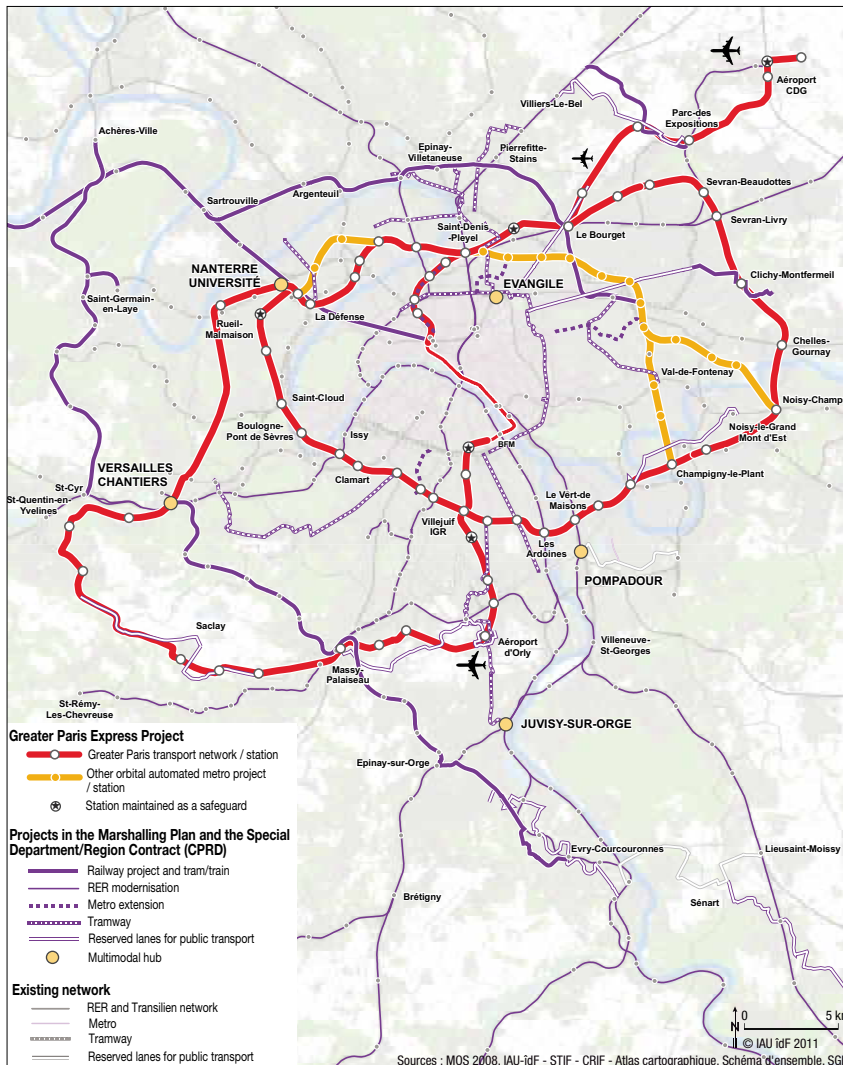 Aéroport
CDG
Villiers-Le-Bel
Parc-des
Expositions
Achères-Ville
Epinay-
Villetaneuse
Pierrefitte-
Stains
Sartrouville
Argenteuil
Sevran-Beaudottes
Saint-Denis
-Pleyel
Le Bourget
Sevran-Livry
NANTERRE
UNIVERSITÉ
EVANGILE
Clichy-Montfermeil
Saint-Germain-
en-Laye
La Défense
Rueil-
Malmaison
Chelles-
Gournay
Val-de-Fontenay
Saint-Cloud
Noisy-Champ
Boulogne-
Pont de Sèvres
Issy
Noisy-le-Grand
Mont d'Est
BFM
VERSAILLES
CHANTIERS
Champigny-le-Plant
St-Cyr
Clamart
Le Vert-de
Maisons
St-Quentin-en-
Yvelines
Villejuif
IGR
Les
Ardoines
POMPADOUR
Saclay
Aéroport
d'Orly
Villeneuve-
St-Georges
Massy-
Palaiseau
St-Rémy-
Les-Chevreuse
JUVISY-SUR-ORGE
Epinay-sur-Orge
Evry-Courcouronnes
Lieusaint-Moissy
Brétigny
Sénart
Greater Paris Express Project
Greater Paris transport network / station
Other orbital automated metro project
/ station
Station maintained as a safeguard
Projects in the Marshalling Plan and the Special
Department/Region Contract (CPRD)
Railway project and tram/train
RER modernisation
Metro extension
Tramway
Reserved lanes for public transport
Multimodal hub
Existing network
RER and Transilien network
Metro
Tramway
Reserved lanes for public transport
0 5 km
N
© IAU îdF 2011
Sources : MOS 2008, IAU-îdF - STIF - CRIF - Atlas cartographique, Schéma d'ensemble, SGP